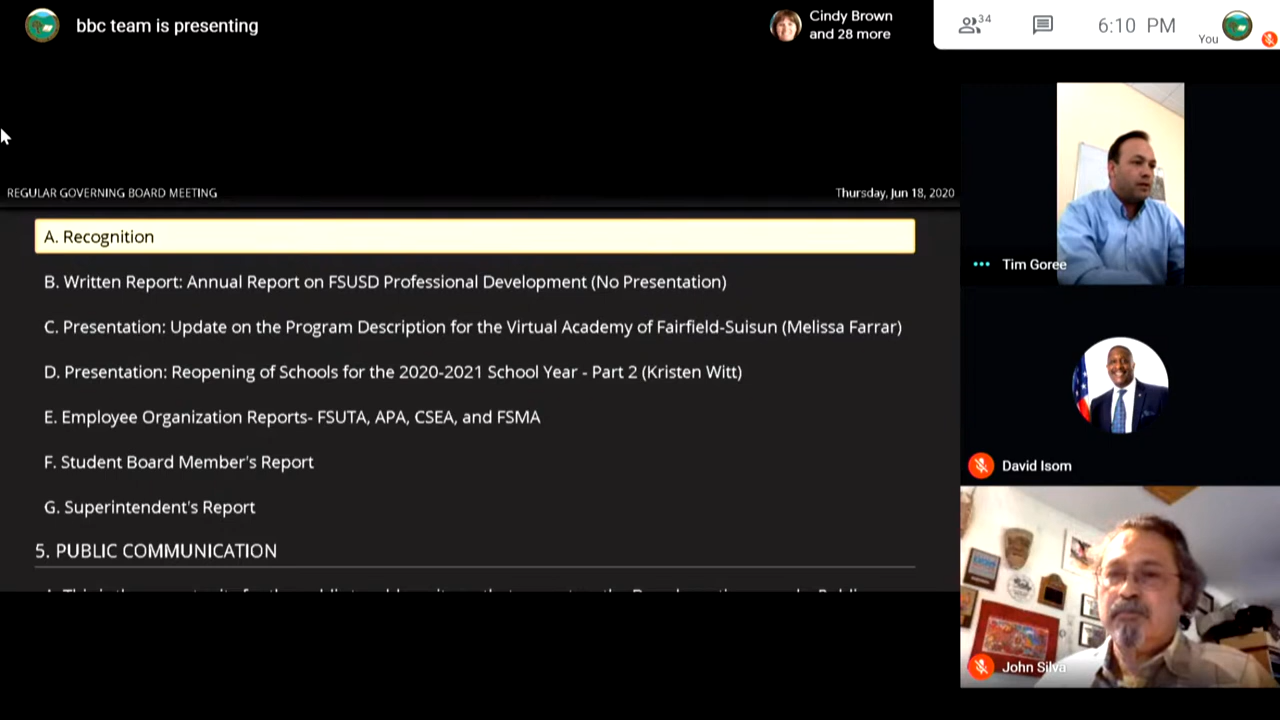 bbc team is presenting
Cindy Brown
and 28 more
34
6:10 PM
You
REGULAR GOVERNING BOARD MEETING
Thursday, Jun 18, 2020
A. Recognition
B. Written Report: Annual Report on FSUSD Professional Development (No Presentation)
C. Presentation: Update on the Program Description for the Virtual Academy of Fairfield-Suisun (Melissa Farrar)
D. Presentation: Reopening of Schools for the 2020-2021 School Year - Part 2 (Kristen Witt)
E. Employee Organization Reports- FSUTA, APA, CSEA, and FSMA
F. Student Board Member's Report
G. Superintendent's Report
5. PUBLIC COMMUNICATION
Tim Goree
David Isom
John Silva